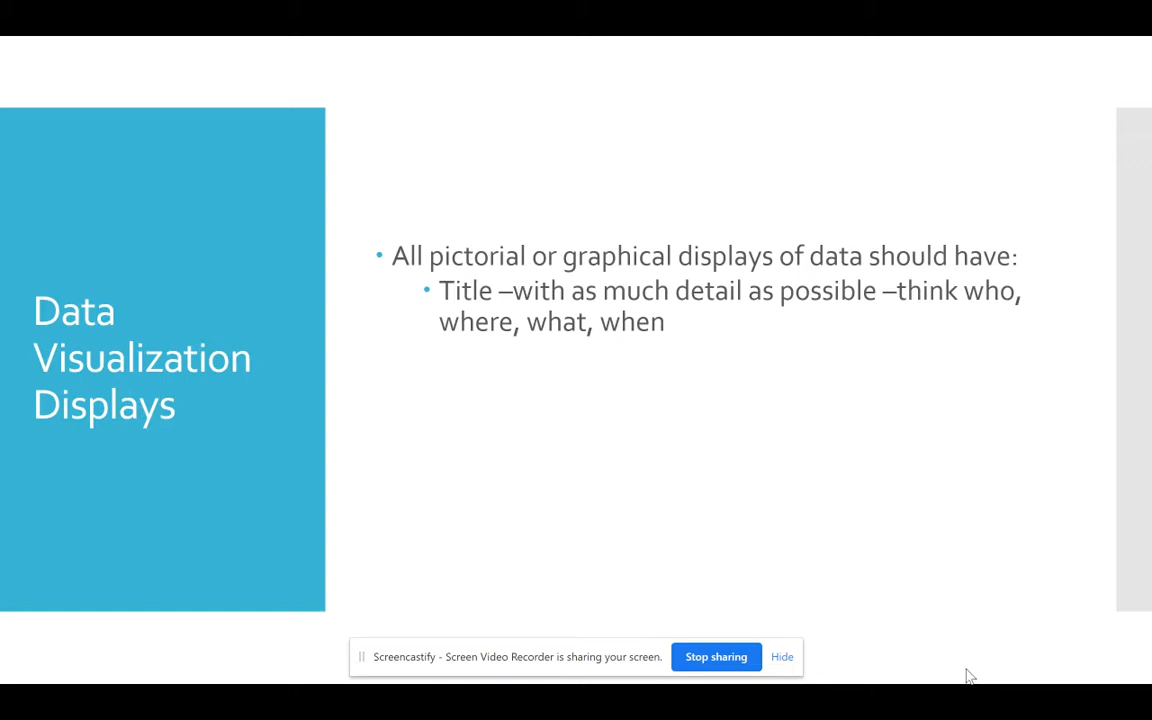 Data
Visualization
Displays
• All pictorial or graphical displays of data should have:
• Title –with as much detail as possible –think who,
where, what, when
Screencastify - Screen Video Recorder is sharing your screen. Stop sharing Hide